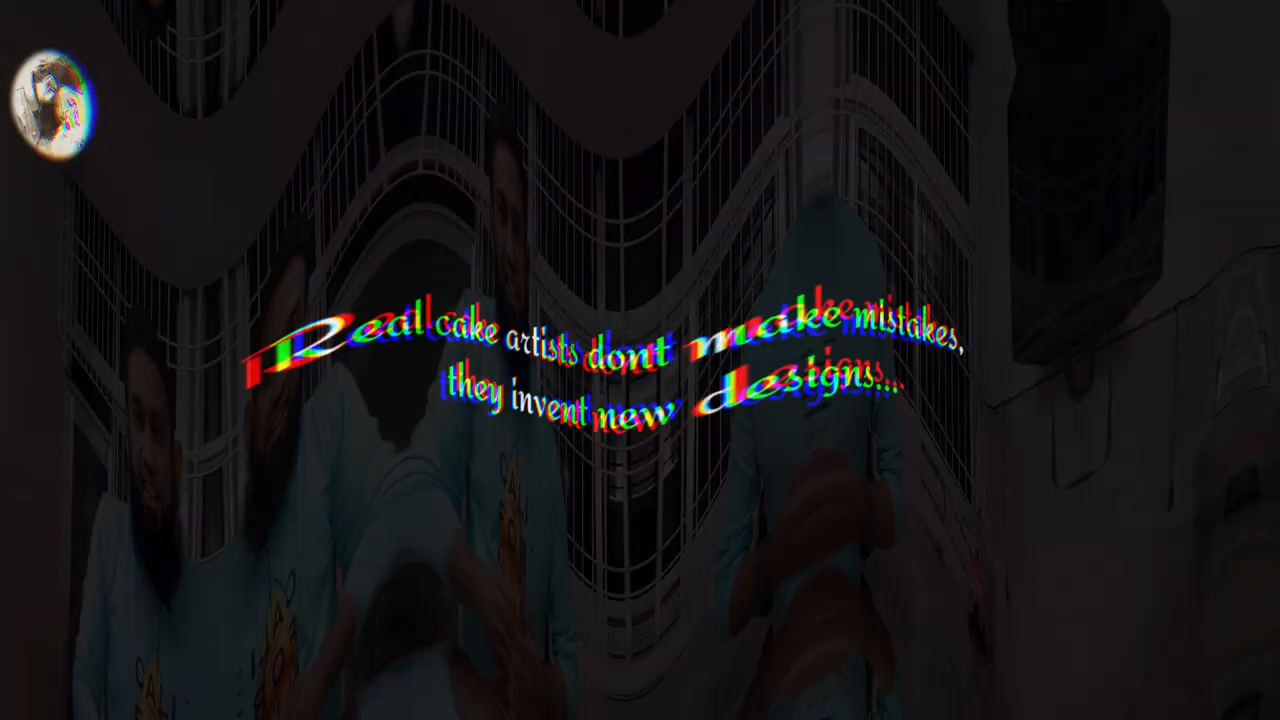 Real cake artists dont make mistakes,
they invent new designs...